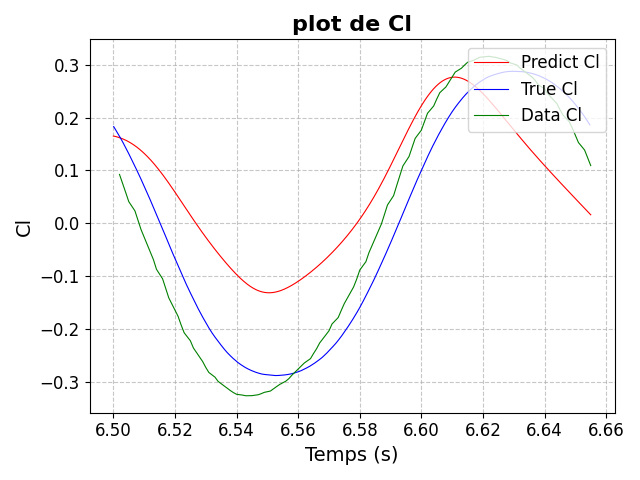 plot de Cl
Predict Cl
True Cl
Data Cl
0.3
0.2
0.1
0.0
−0.1
−0.2
−0.3
Cl
6.50 6.52 6.54 6.56 6.58 6.60 6.62 6.64 6.66
Temps (s)